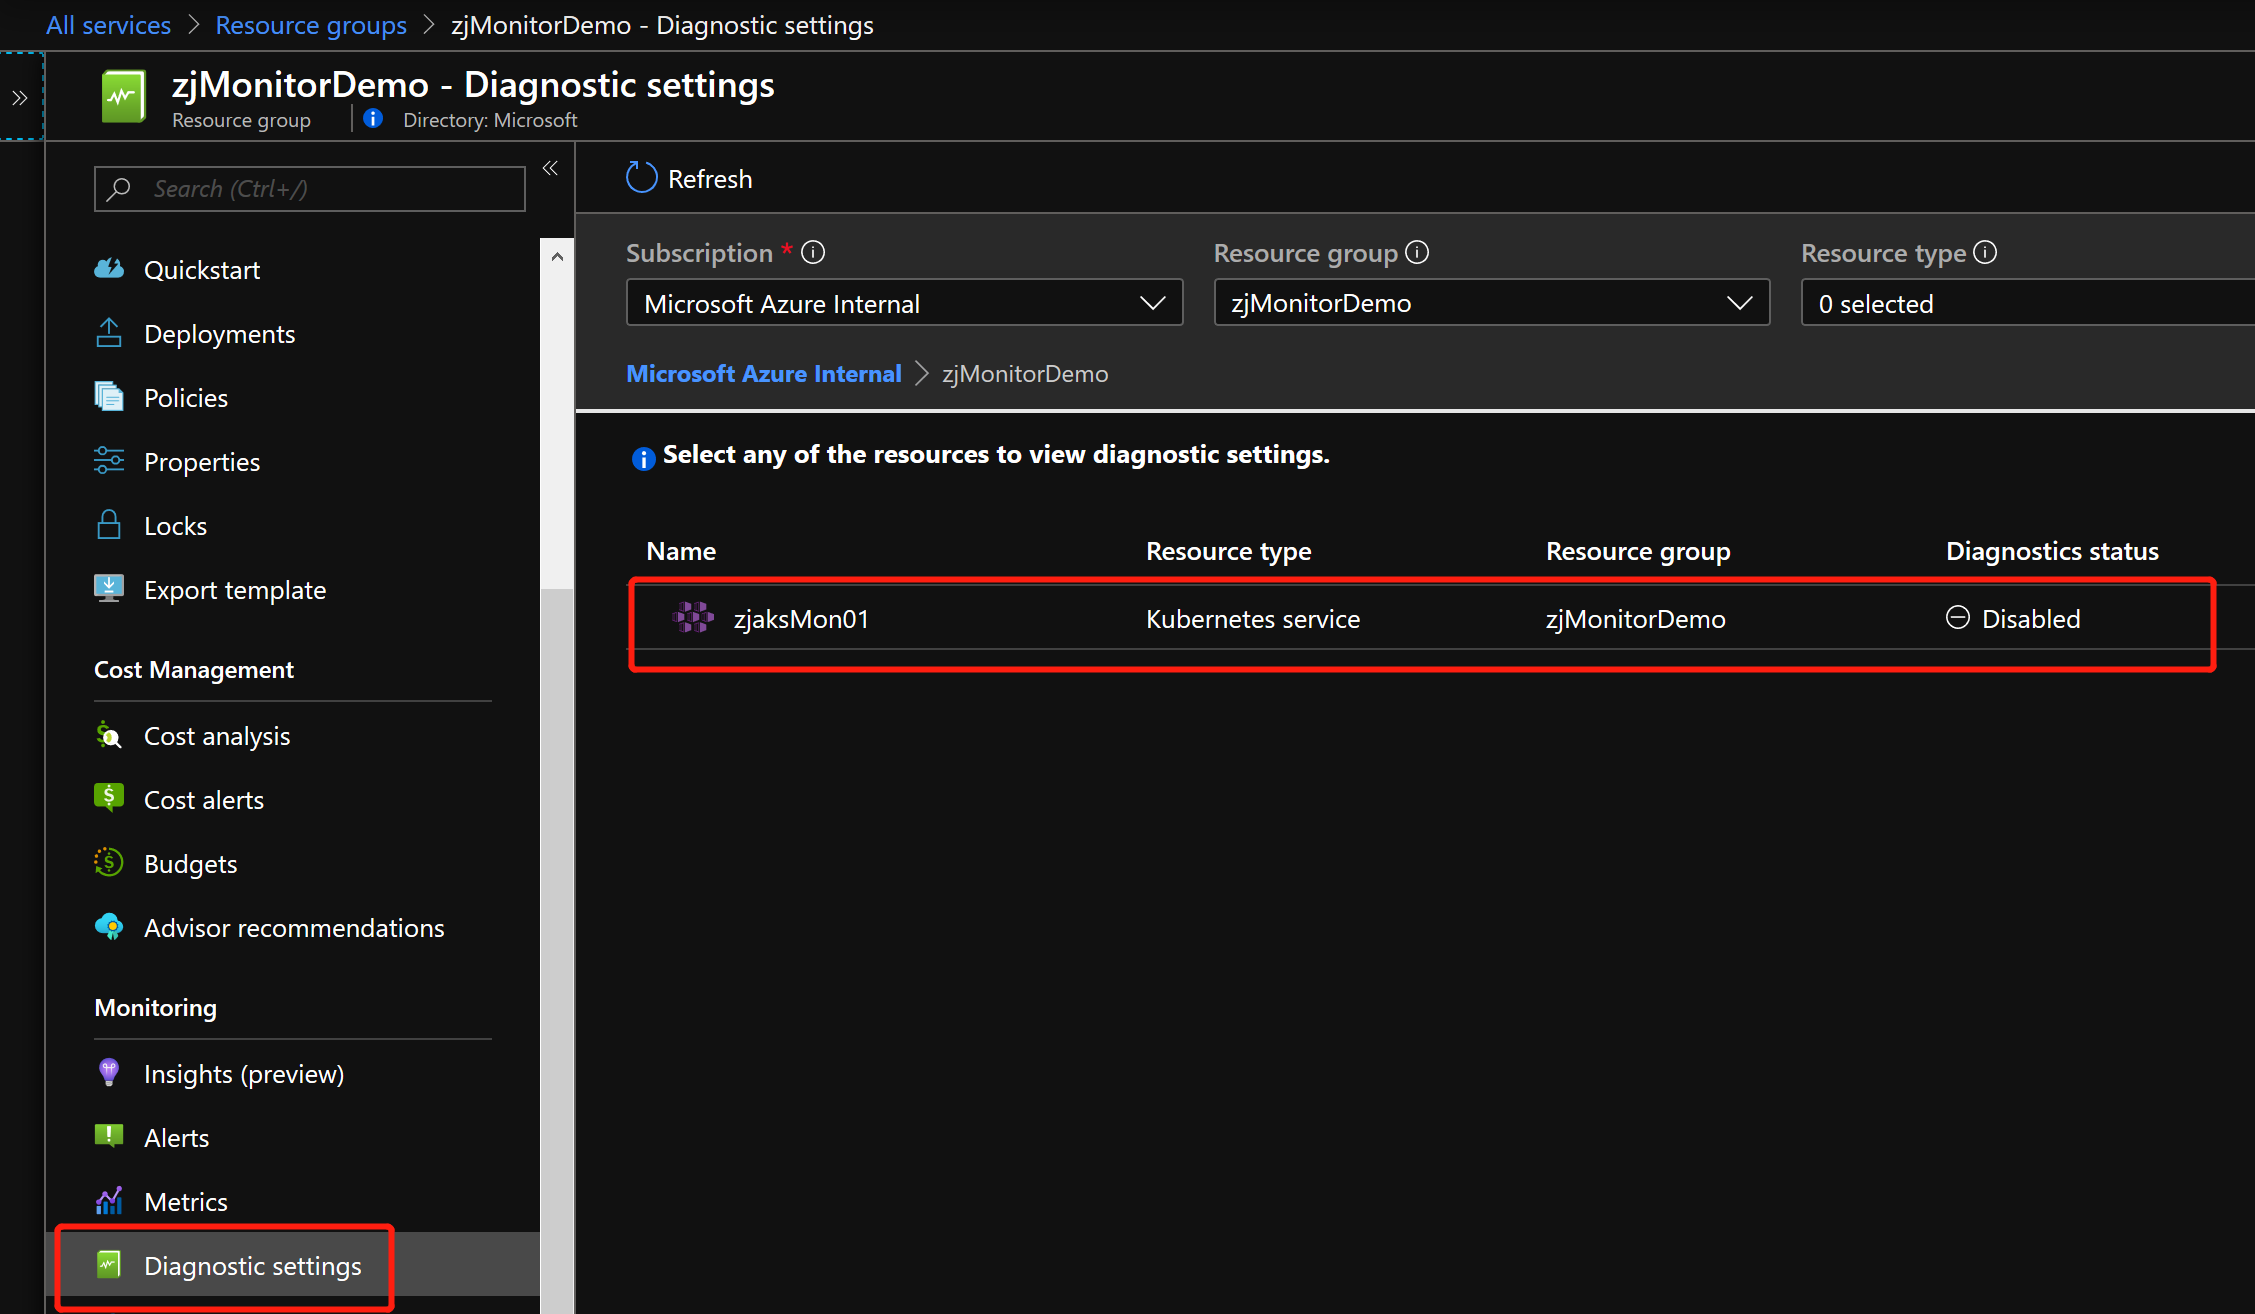 All services > Resource groups > zjMonitorDemo - Diagnostic settings
zjMonitorDemo - Diagnostic settings
Resource group | Directory: Microsoft
Search (Ctrl+/)
Quickstart
Deployments
Policies
Properties
Locks
Export template
Cost Management
Cost analysis
Cost alerts
Budgets
Advisor recommendations
Monitoring
Insights (preview)
Alerts
Metrics
Diagnostic settings
Refresh
Subscription * Resource group Resource type
Microsoft Azure Internal zjMonitorDemo 0 selected
Microsoft Azure Internal > zjMonitorDemo
Select any of the resources to view diagnostic settings.
Name Resource type Resource group Diagnostics status
zjaksMon01 Kubernetes service zjMonitorDemo Disabled